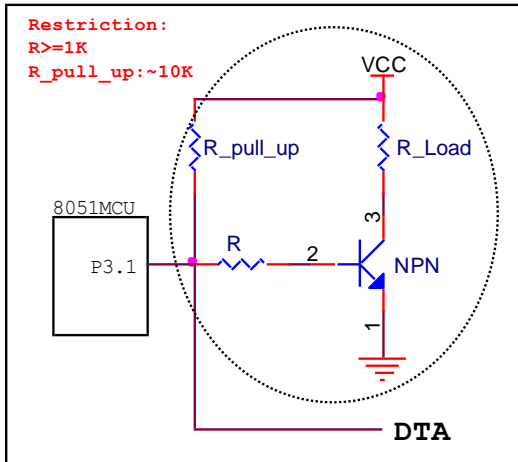 Restriction:
R>=1K
R_pull_up:~10K
VCC
R_pull_up
R_Load
8051MCU
P3.1
R
2
3
NPN
1
DTA